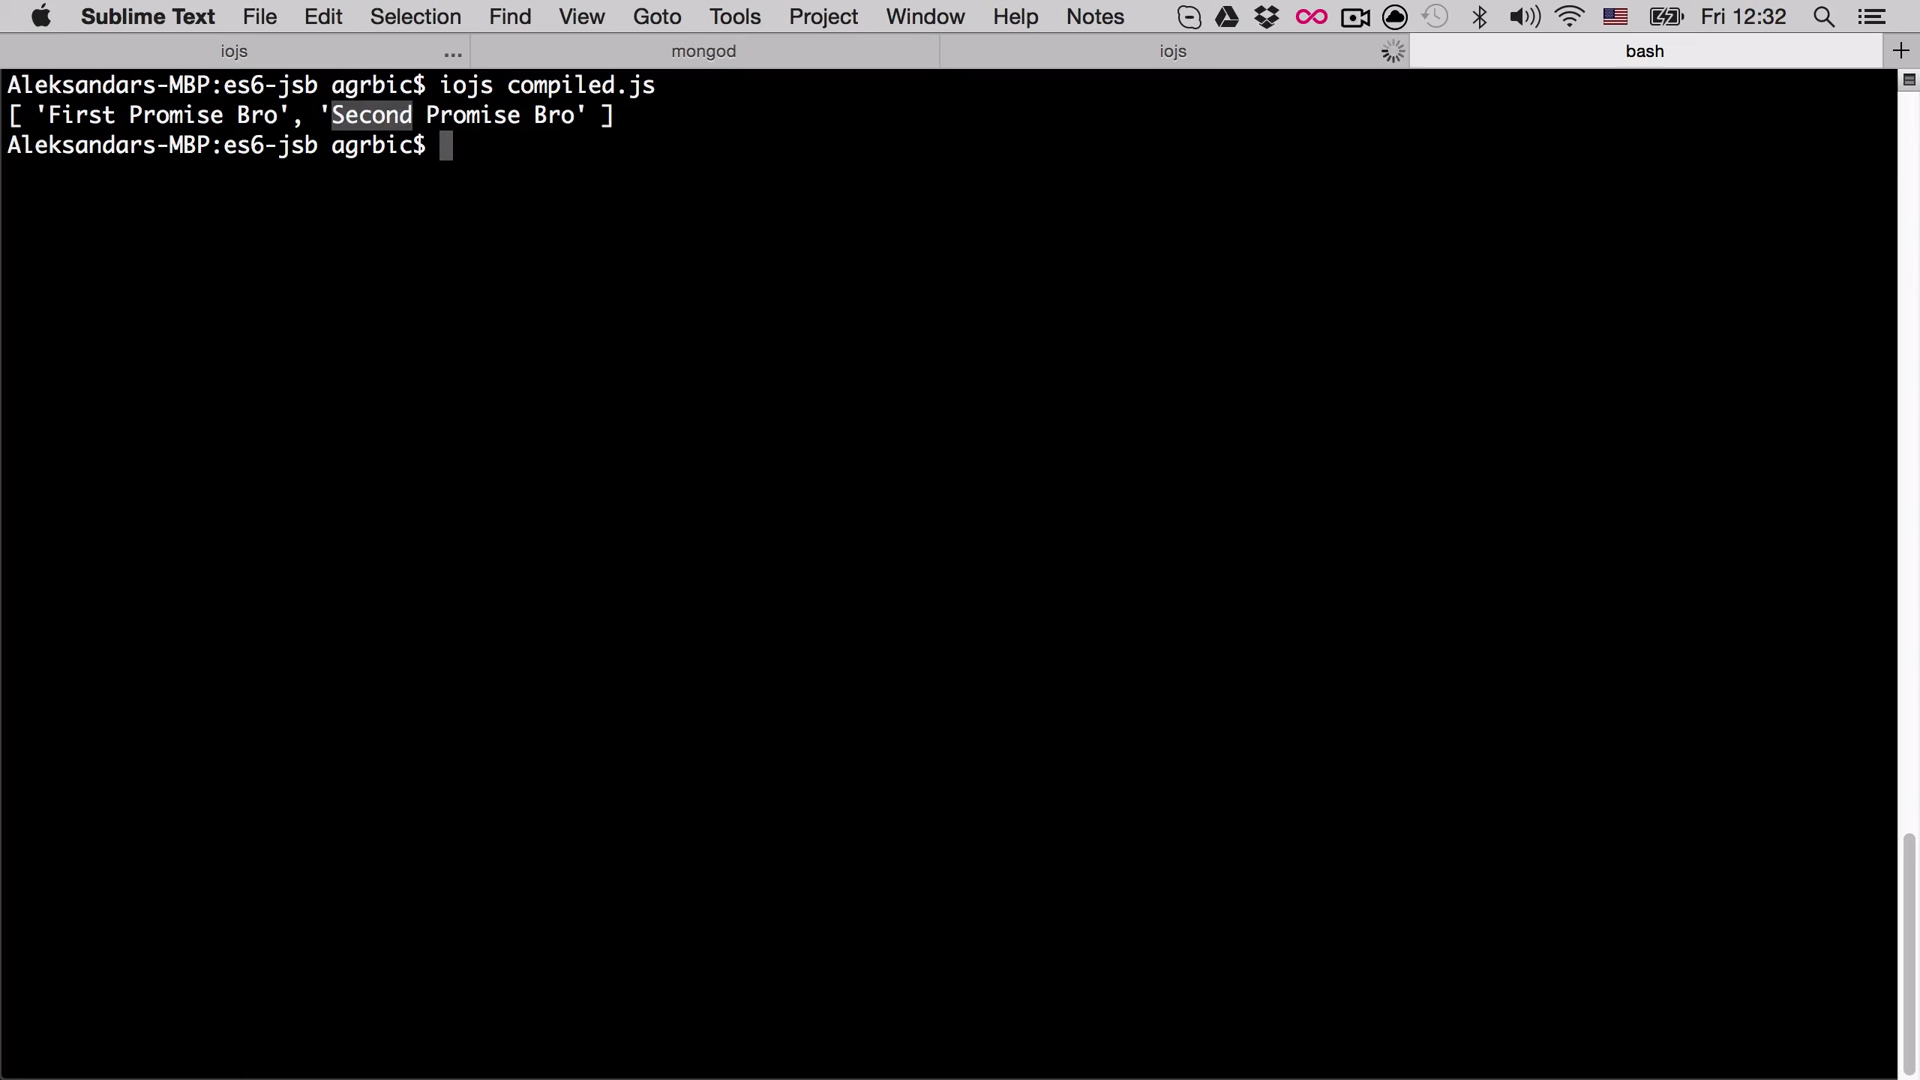 Sublime Text File Edit Selection Find View Goto Tools Project Window Help Notes Fri 12:32
iojs ... mongod iojs bash +
Aleksandars-MBP:es6-jsb agrbic$ iojs compiled.js
[ 'First Promise Bro', 'Second Promise Bro' ]
Aleksandars-MBP:es6-jsb agrbic$